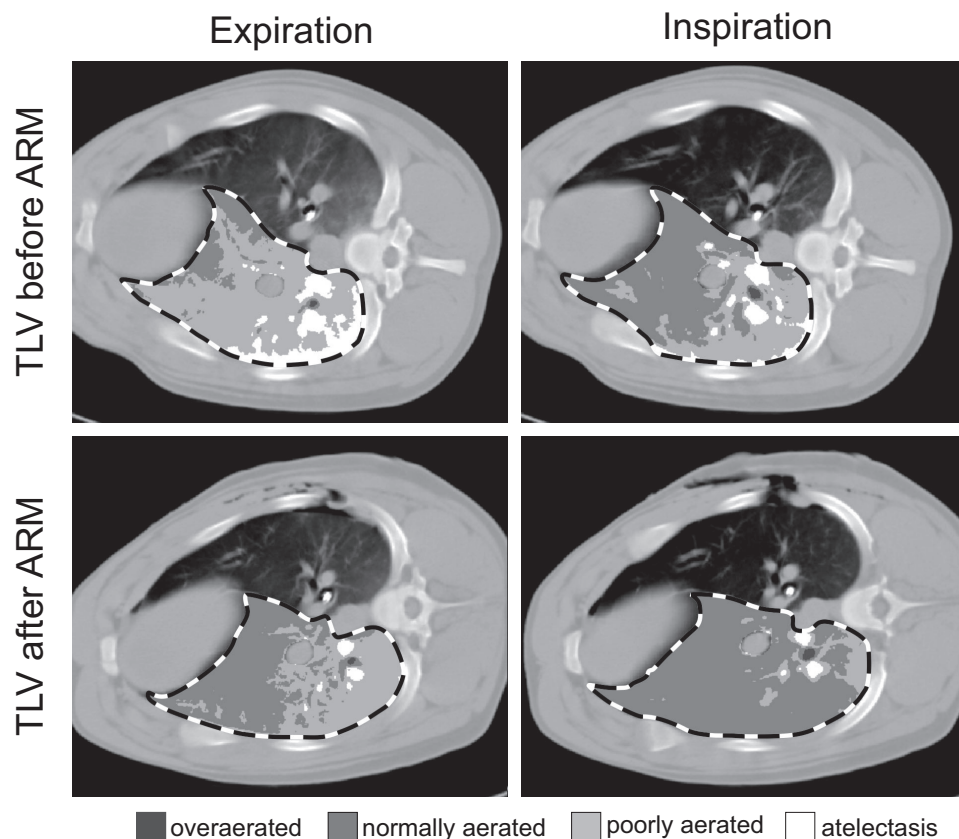 Expiration
Inspiration
TLV before ARM
TLV after ARM
overaerated
normally aerated
poorly aerated
atelectasis